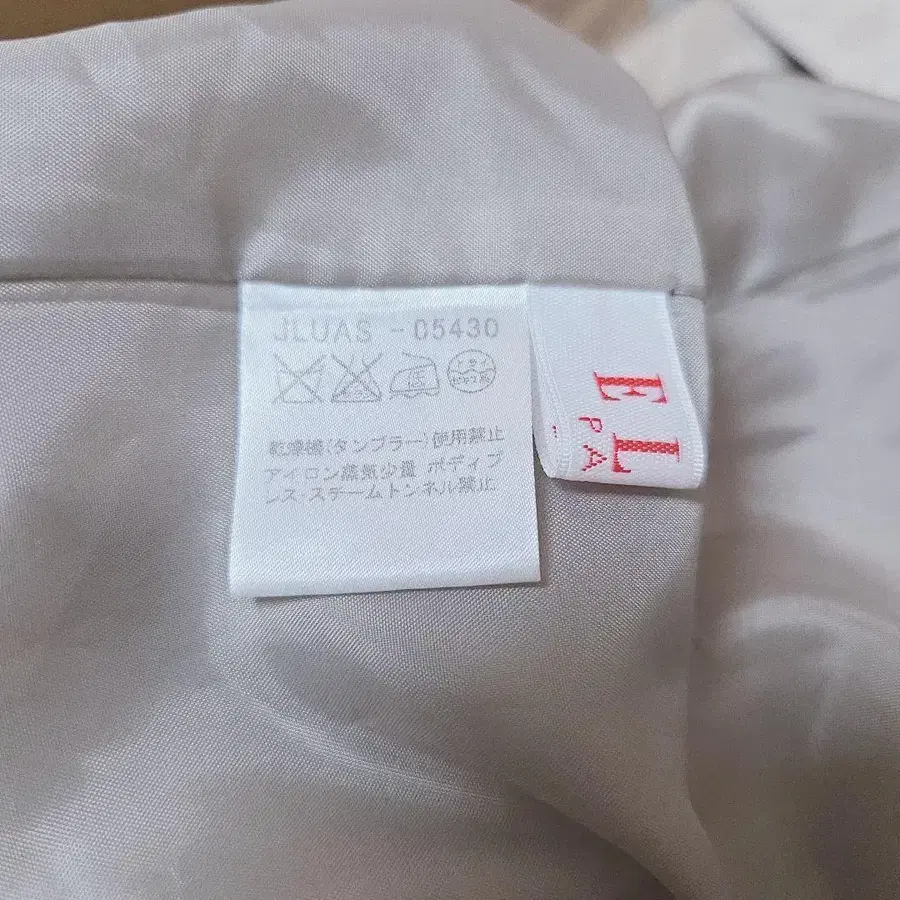 JLUAS -05430
乾燥機(タンブラー)使用禁止
アイロン蒸気少量 ボディプ
レス・スチームトンネル禁止
EL
PA